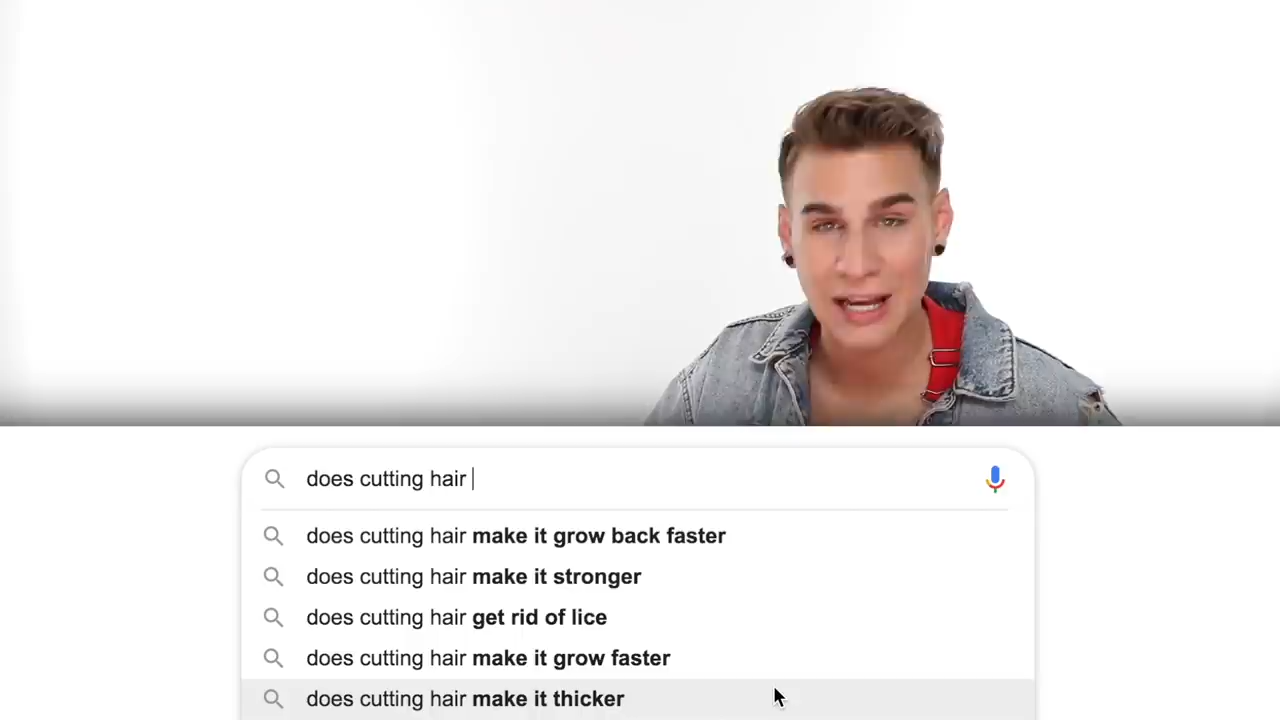 does cutting hair
does cutting hair make it grow back faster
does cutting hair make it stronger
does cutting hair get rid of lice
does cutting hair make it grow faster
does cutting hair make it thicker